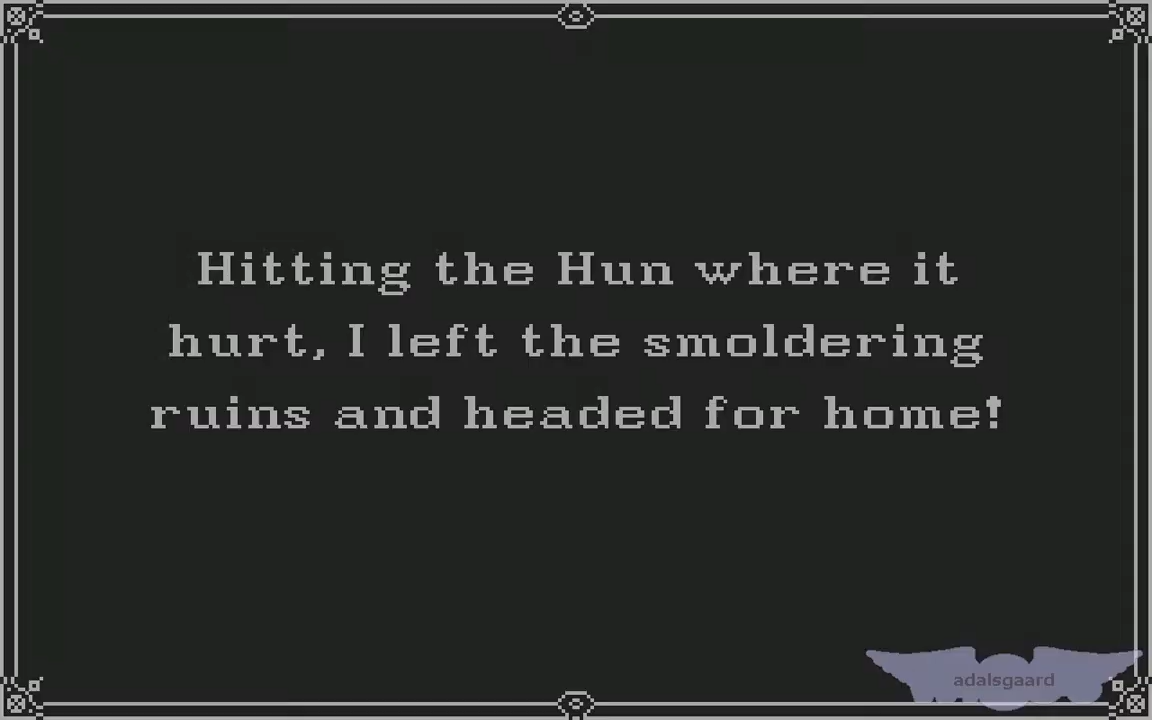 Hitting the Hun where it
hurt, I left the smoldering
ruins and headed for home!
adalsgaard